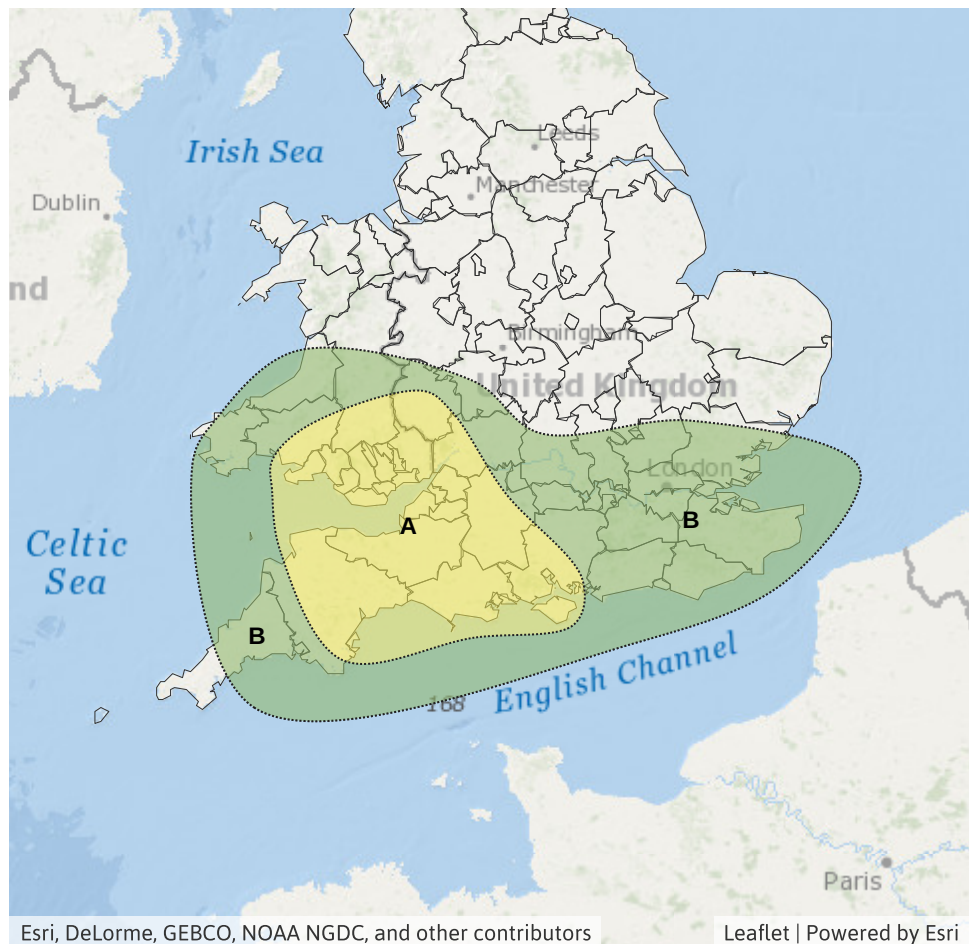 Leeds
Irish Sea
Manchester
Dublin
nd
Birmingham
United Kingdom
London
A
B
Celtic
Sea
B
English Channel
168
Paris
Esri, DeLorme, GEBCO, NOAA NGDC, and other contributors
Leaflet | Powered by Esri